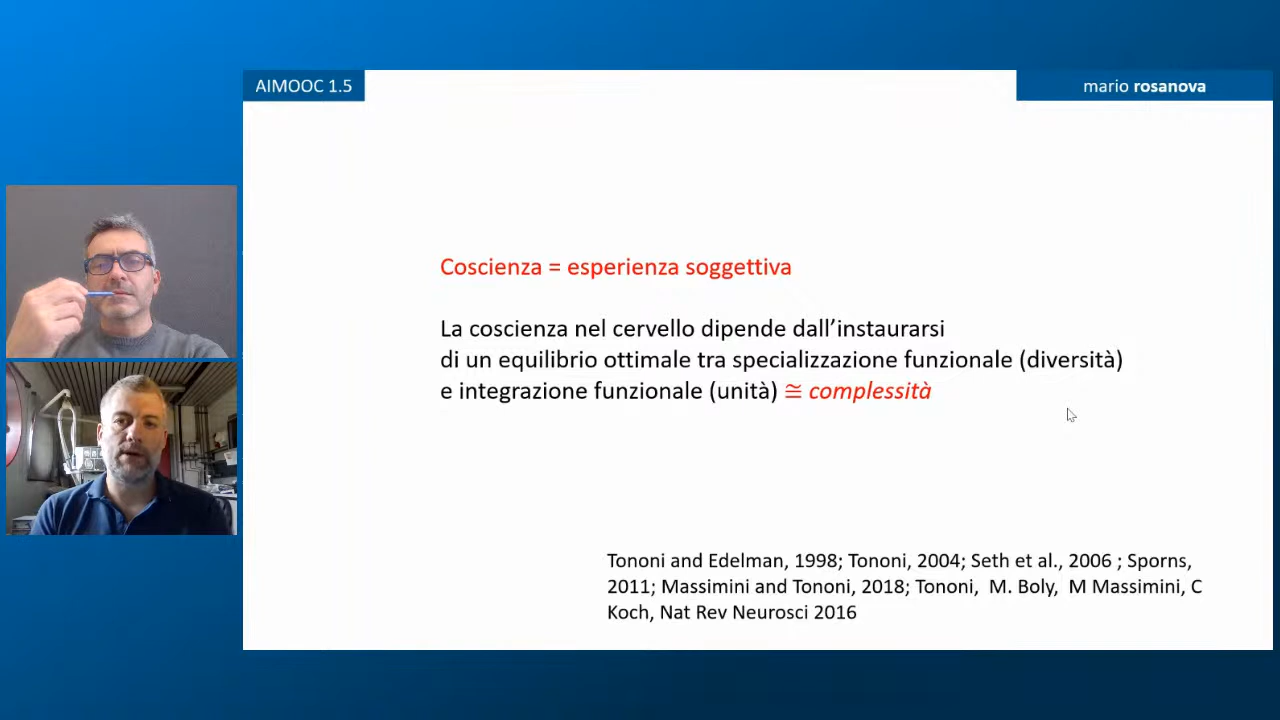 AIMOOC 1.5
mario rosanova
Coscienza = esperienza soggettiva
La coscienza nel cervello dipende dall’instaurarsi
di un equilibrio ottimale tra specializzazione funzionale (diversità)
e integrazione funzionale (unità) ≅ complessità
Tononi and Edelman, 1998; Tononi, 2004; Seth et al., 2006 ; Sporns,
2011; Massimini and Tononi, 2018; Tononi, M. Boly, M Massimini, C
Koch, Nat Rev Neurosci 2016